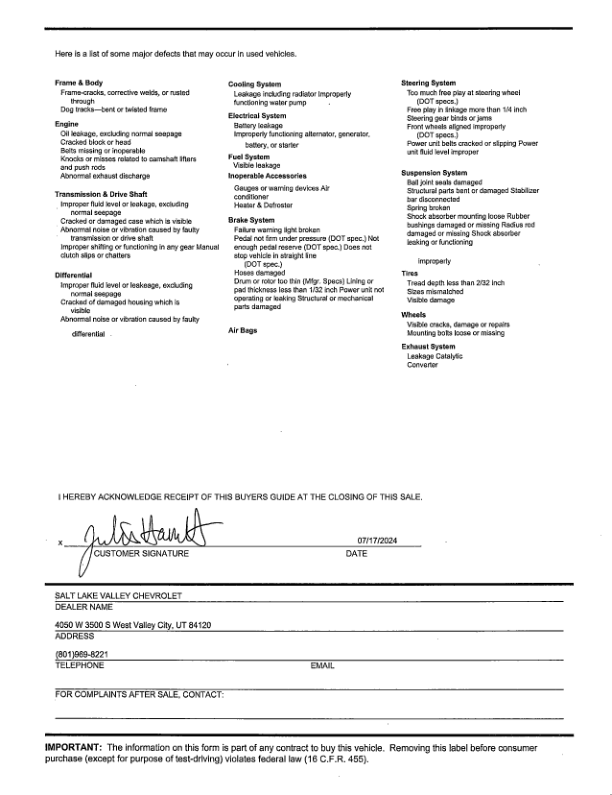 Here is a list of some major defects that may occur in used vehicles.
Frame & Body
Frame-cracks, corrective welds, or rusted
through
Dog tracks—bent or twisted frame
Engine
Oil leakage, excluding normal seepage
Cracked block or head
Belts missing or inoperable
Knocks or misses related to camshaft lifters
and push rods
Abnormal exhaust discharge
Transmission & Drive Shaft
Improper fluid level or leakage, excluding
normal seepage
Cracked or damaged case which is visible
Abnormal noise or vibration caused by faulty
transmission or drive shaft
Improper shifting or functioning in any gear Manual
clutch slips or chatters
Differential
Improper fluid level or leakeage, excluding
normal seepage
Cracked of damaged housing which is
visible
Abnormal noise or vibration caused by faulty
differential
Cooling System
Leakage including radiator Improperly
functioning water pump
Electrical System
Battery leakage
Improperly functioning alternator, generator,
battery, or starter
Fuel System
Visible leakage
Inoperable Accessories
Gauges or warning devices Air
conditioner
Heater & Defroster
Brake System
Failure warning light broken
Pedal not firm under pressure (DOT spec.) Not
enough pedal reserve (DOT spec.) Does not
stop vehicle in straight line
(DOT spec.)
Hoses damaged
Drum or rotor too thin (Mfgr. Specs) Lining or
pad thickness less than 1/32 inch Power unit not
operating or leaking Structural or mechanical
parts damaged
Air Bags
Steering System
Too much free play at steering wheel
(DOT specs.)
Free play in linkage more than 1/4 inch
Steering gear binds or jams
Front wheels aligned improperly
(DOT specs.)
Power unit belts cracked or slipping Power
unit fluid level improper
Suspension System
Ball joint seals damaged
Structural parts bent or damaged Stabilizer
bar disconnected
Spring broken
Shock absorber mounting loose Rubber
bushings damaged or missing Radius rod
damaged or missing Shock absorber
leaking or functioning
improperly
Tires
Tread depth less than 2/32 inch
Sizes mismatched
Visible damage
Wheels
Visible cracks, damage or repairs
Mounting bolts loose or missing
Exhaust System
Leakage Catalytic
Converter
I HEREBY ACKNOWLEDGE RECEIPT OF THIS BUYERS GUIDE AT THE CLOSING OF THIS SALE.
x 07/17/2024
CUSTOMER SIGNATURE DATE
SALT LAKE VALLEY CHEVROLET
DEALER NAME
4050 W 3500 S West Valley City, UT 84120
ADDRESS
(801)969-8221
TELEPHONE EMAIL
FOR COMPLAINTS AFTER SALE, CONTACT:
IMPORTANT: The information on this form is part of any contract to buy this vehicle. Removing this label before consumer
purchase (except for purpose of test-driving) violates federal law (16 C.F.R. 455).